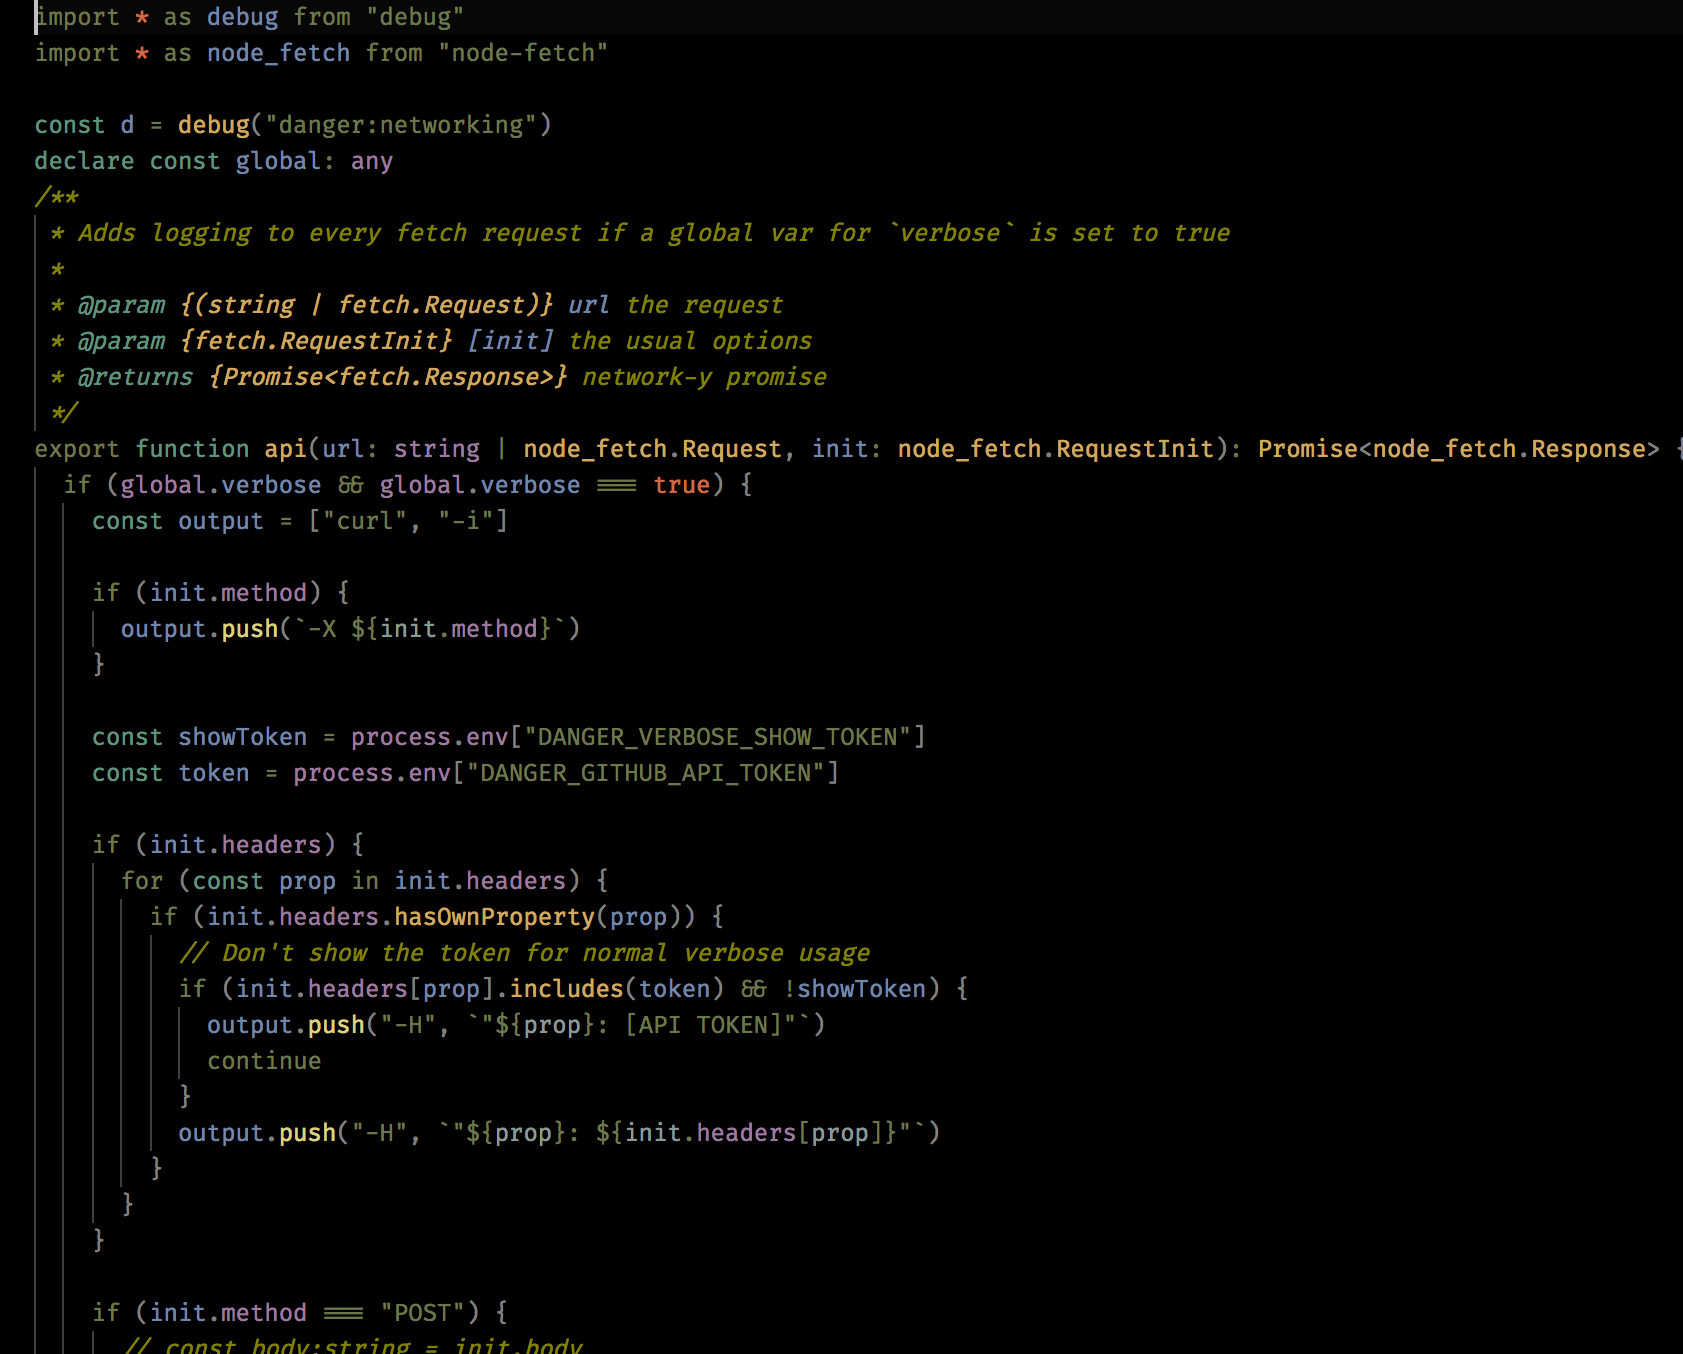 import * as debug from "debug"
import * as node_fetch from "node-fetch"

const d = debug("danger:networking")
declare const global: any
/**
 * Adds logging to every fetch request if a global var for `verbose` is set to true
 *
 * @param {(string | fetch.Request)} url the request
 * @param {fetch.RequestInit} [init] the usual options
 * @returns {Promise<fetch.Response>} network-y promise
 */
export function api(url: string | node_fetch.Request, init: node_fetch.RequestInit): Promise<node_fetch.Response> {
  if (global.verbose && global.verbose === true) {
    const output = ["curl", "-i"]

    if (init.method) {
      output.push(`-X ${init.method}`)
    }

    const showToken = process.env["DANGER_VERBOSE_SHOW_TOKEN"]
    const token = process.env["DANGER_GITHUB_API_TOKEN"]

    if (init.headers) {
      for (const prop in init.headers) {
        if (init.headers.hasOwnProperty(prop)) {
          // Don't show the token for normal verbose usage
          if (init.headers[prop].includes(token) && !showToken) {
            output.push("-H", `"${prop}: [API TOKEN]"`)
            continue
          }
          output.push("-H", `"${prop}: ${init.headers[prop]}"`)
        }
      }
    }

    if (init.method === "POST") {
      // const body:string = init.body